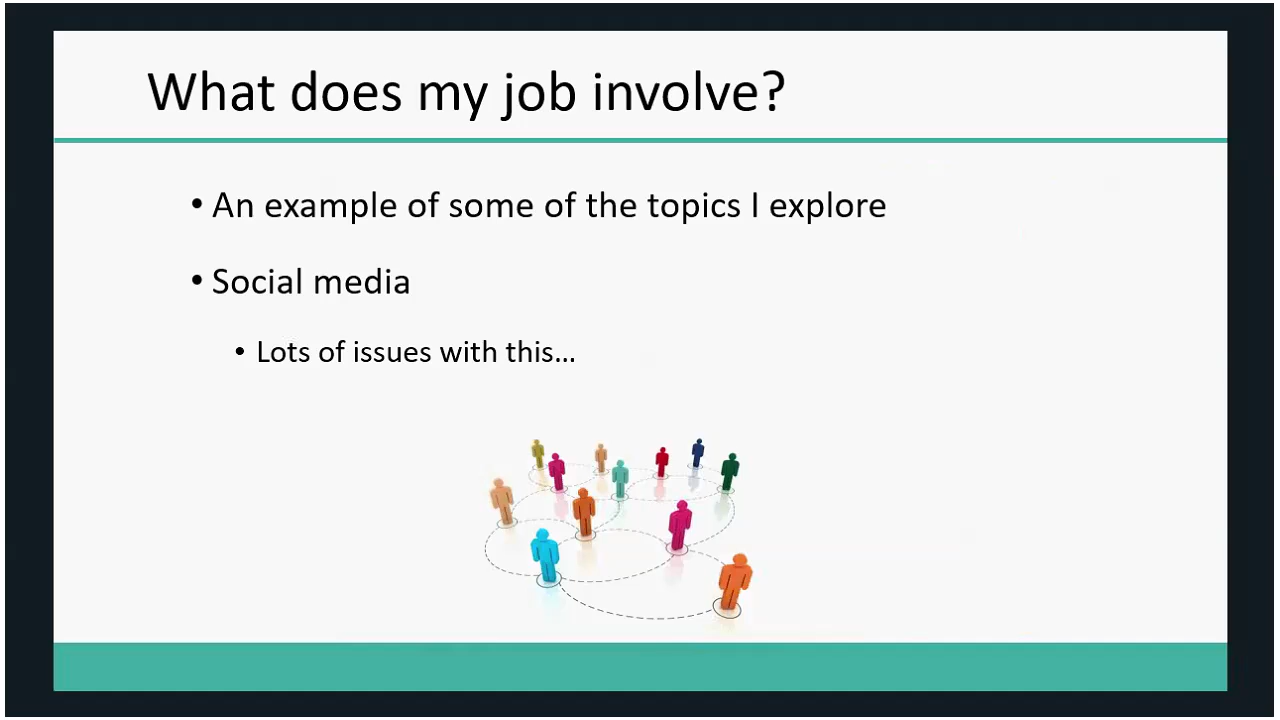 What does my job involve?
• An example of some of the topics I explore
• Social media
• Lots of issues with this...